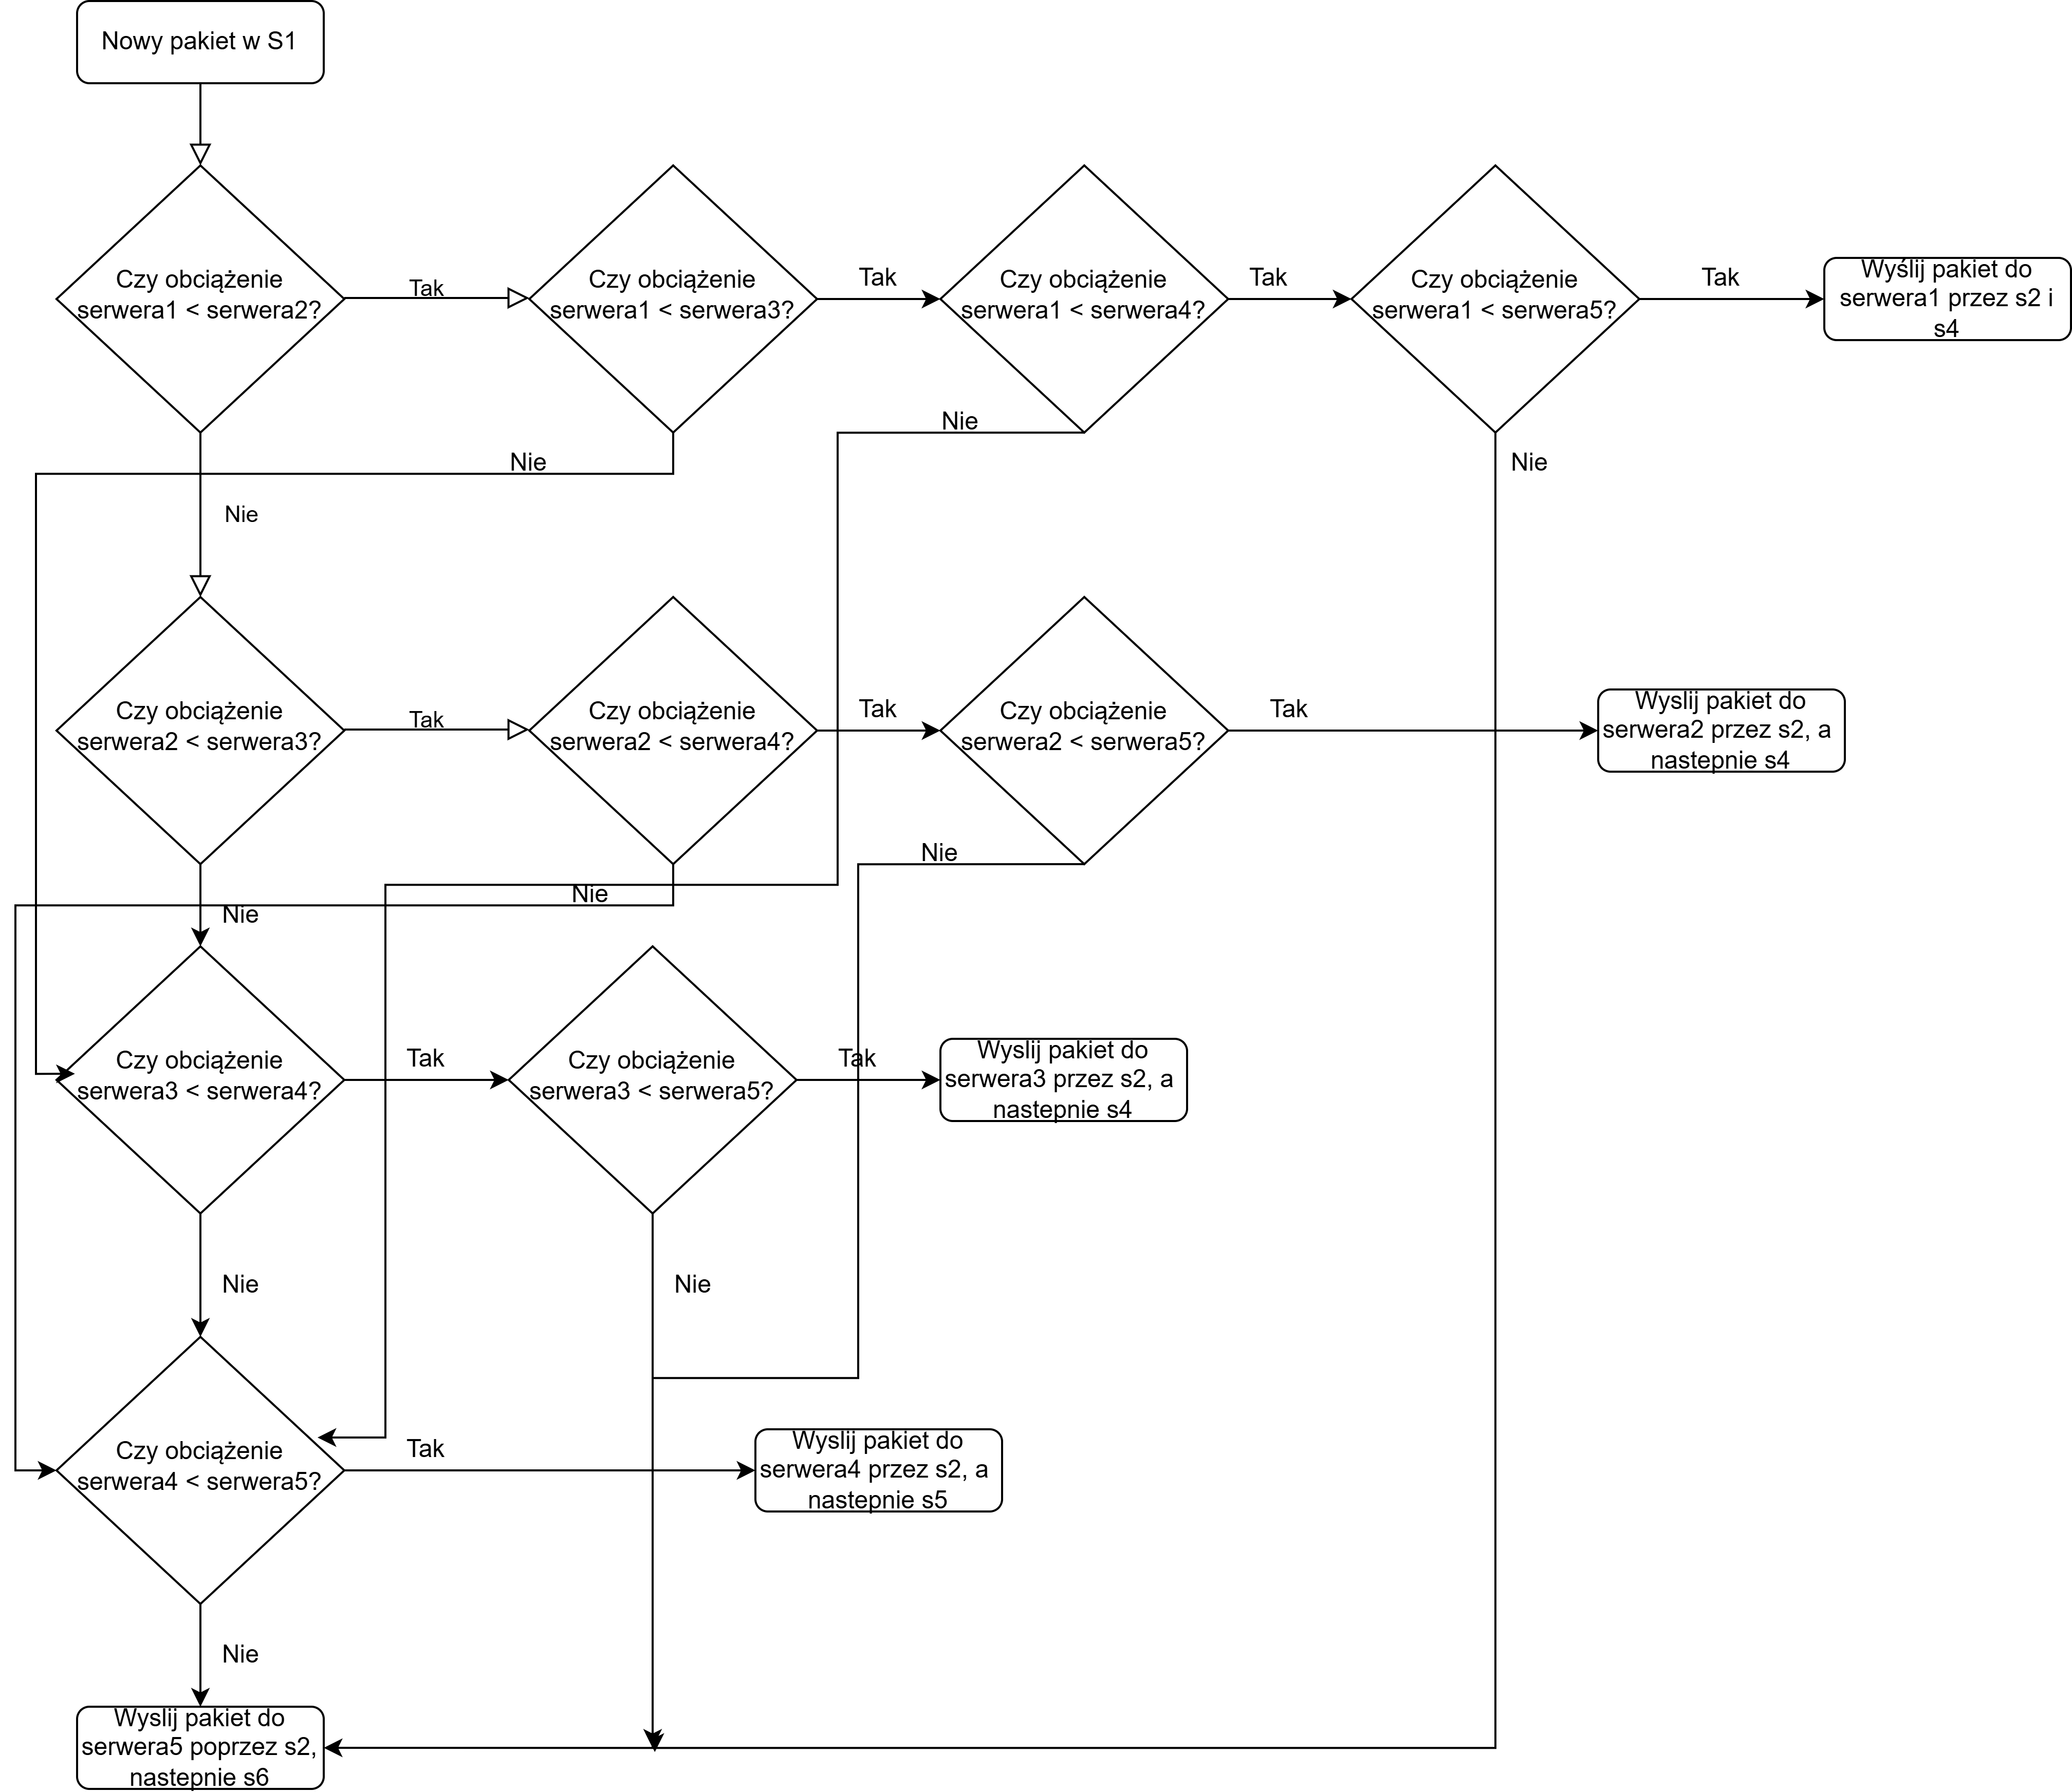 Nowy pakiet w S1
Czy obciążenie
serwera1 < serwera2?
Tak
Czy obciążenie
serwera1 < serwera3?
Tak
Czy obciążenie
serwera1 < serwera4?
Tak
Czy obciążenie
serwera1 < serwera5?
Tak
Wyślij pakiet do
serwera1 przez s2 i
s4
Nie
Nie
Nie
Nie
Czy obciążenie
serwera2 < serwera3?
Tak
Czy obciążenie
serwera2 < serwera4?
Tak
Czy obciążenie
serwera2 < serwera5?
Tak
Wyslij pakiet do
serwera2 przez s2, a
nastepnie s4
Nie
Nie
Nie
Czy obciążenie
serwera3 < serwera4?
Tak
Czy obciążenie
serwera3 < serwera5?
Tak
Wyslij pakiet do
serwera3 przez s2, a
nastepnie s4
Nie
Nie
Czy obciążenie
serwera4 < serwera5?
Tak
Wyslij pakiet do
serwera4 przez s2, a
nastepnie s5
Nie
Wyslij pakiet do
serwera5 poprzez s2,
nastepnie s6